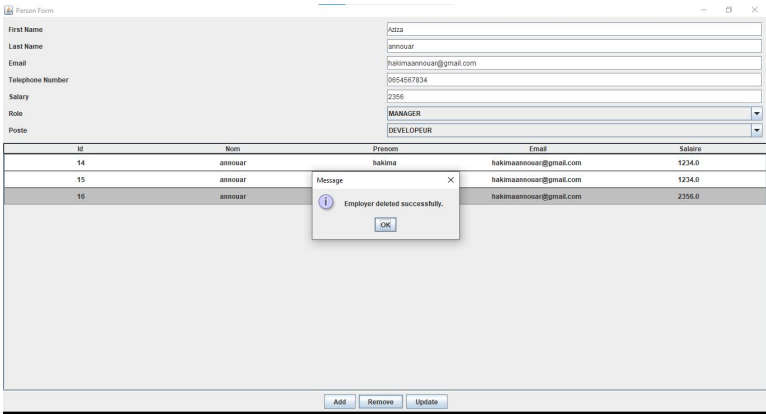 Person Form
First Name Aziza
Last Name annouar
Email hakimaannouar@gmail.com
Telephone Number 0654567834
Salary 2356
Role MANAGER
Poste DEVELOPEUR
Id Nom Prenom Email Salaire
14 annouar hakima hakimaannouar@gmail.com 1234.0
15 annouar hakimaannouar@gmail.com 1234.0
16 annouar hakimaannouar@gmail.com 2356.0
Message
Employer deleted successfully.
OK
Add Remove Update